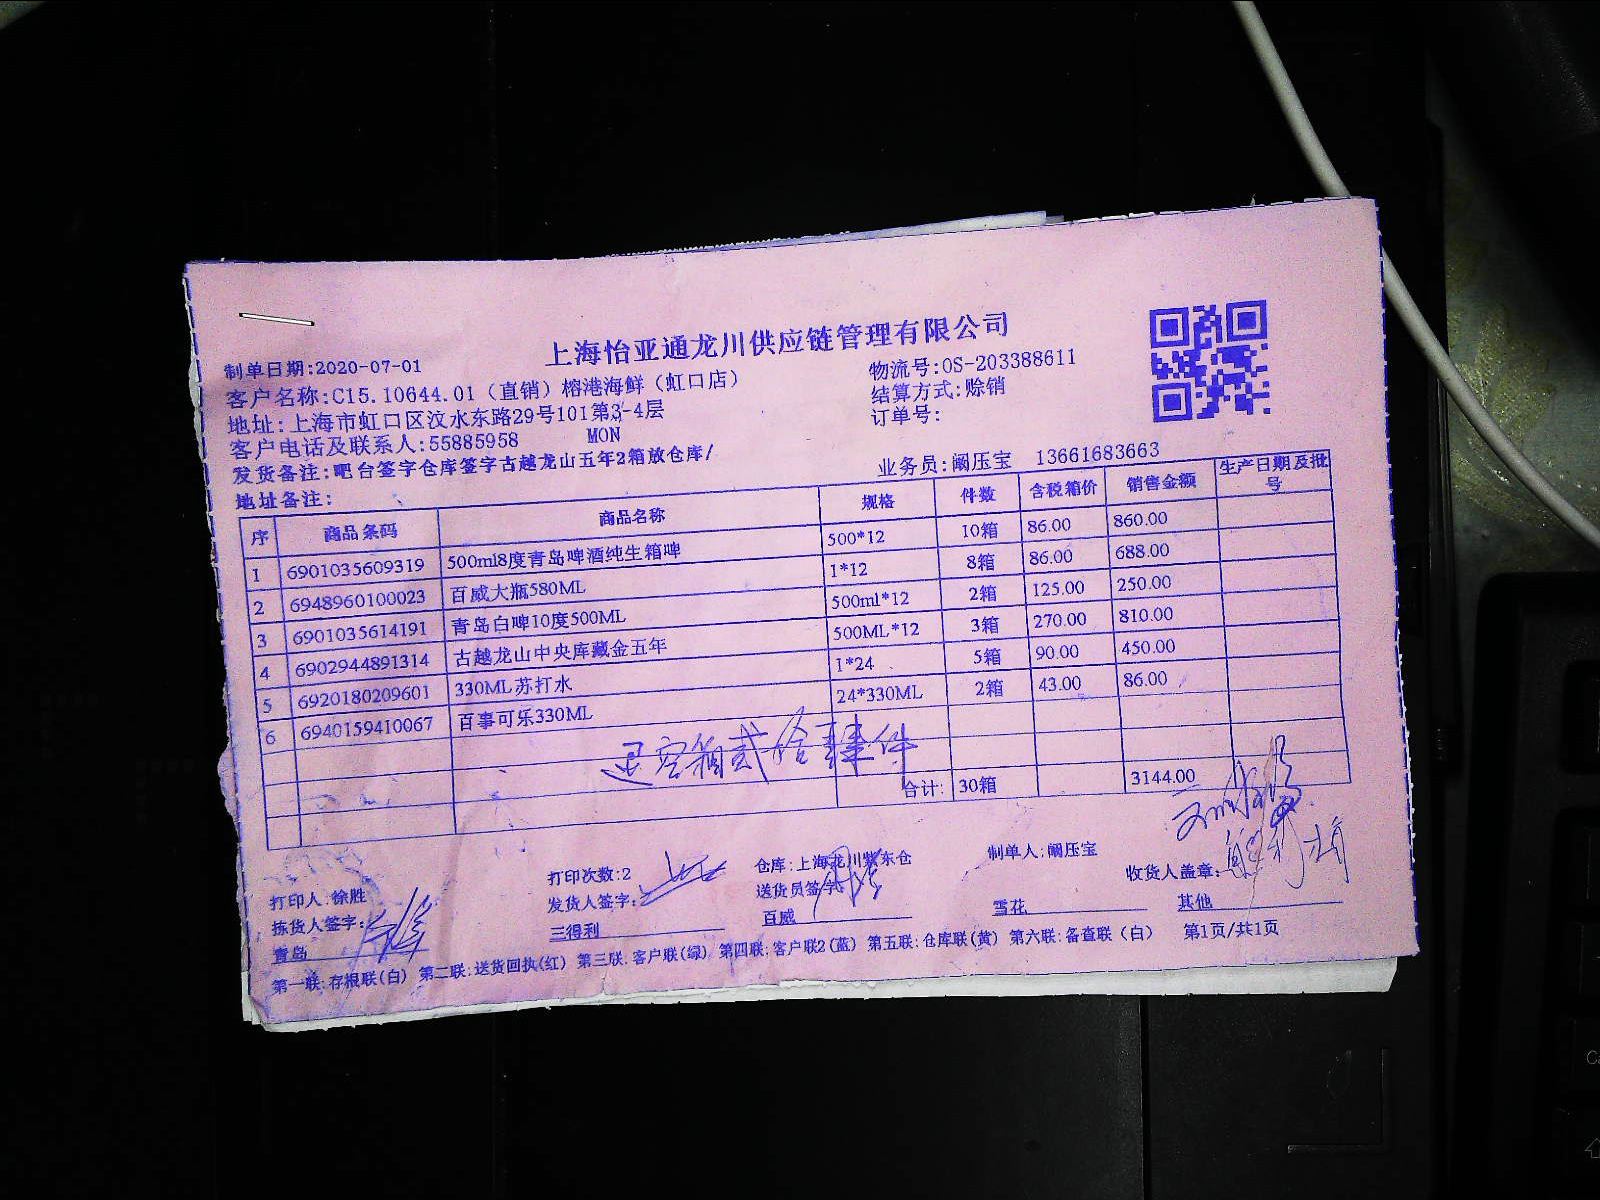 上海怡亚通龙川供应链管理有限公司
制单日期:2020-07-01
物流号:OS-203388611
客户名称:C15.10644.01（直销）榕港海鲜（虹口店）
结算方式:赊销
地址:上海市虹口区汶水东路29号101第3-4层
订单号:
客户电话及联系人:55885958 MON
发货备注:吧台签字仓库签字古越龙山五年2箱放仓库/
业务员:阚压宝 13661683663
地址备注:
序 商品条码 商品名称 规格 件数 含税箱价 销售金额 生产日期及批号
1 6901035609319 500ml8度青岛啤酒纯生箱啤 500*12 10箱 86.00 860.00
2 6948960100023 百威大瓶580ML 1*12 8箱 86.00 688.00
3 6901035614191 青岛白啤10度500ML 500ml*12 2箱 125.00 250.00
4 6902944891314 古越龙山中央库藏金五年 500ML*12 3箱 270.00 810.00
5 6920180209601 330ML苏打水 1*24 5箱 90.00 450.00
6 6940159410067 百事可乐330ML 24*330ML 2箱 43.00 86.00
退空箱贰拾肆件
合计: 30箱 3144.00
打印人:徐胜 打印次数:2 仓库:上海龙川紫东仓 制单人:阚压宝
拣货人签字: 发货人签字: 送货员签字: 收货人盖章:
青岛 三得利 百威 雪花 其他
第一联:存根联(白) 第二联:送货回执(红) 第三联:客户联(绿) 第四联:客户联2(蓝) 第五联:仓库联(黄) 第六联:备查联(白) 第1页/共1页